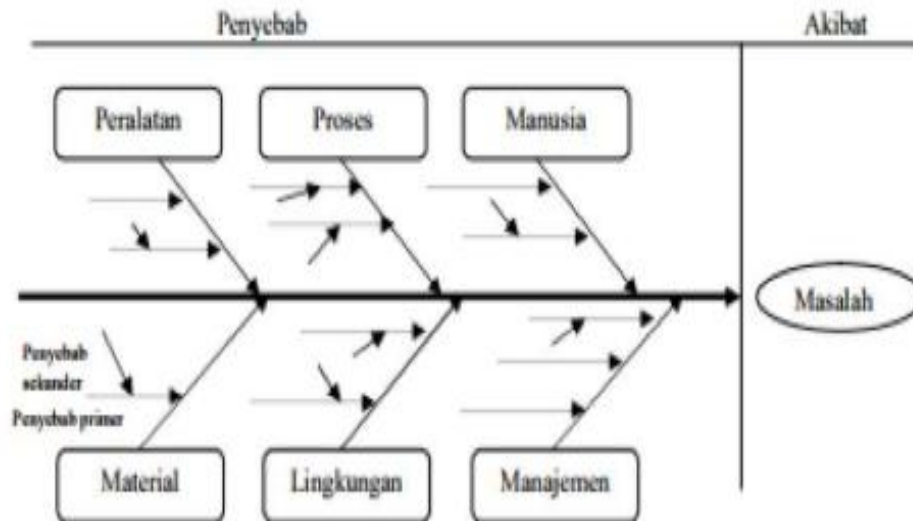 Penyebab
Akibat
Peralatan
Proses
Manusia
Masalah
Penyebab
sekunder
Penyebab primer
Material
Lingkungan
Manajemen